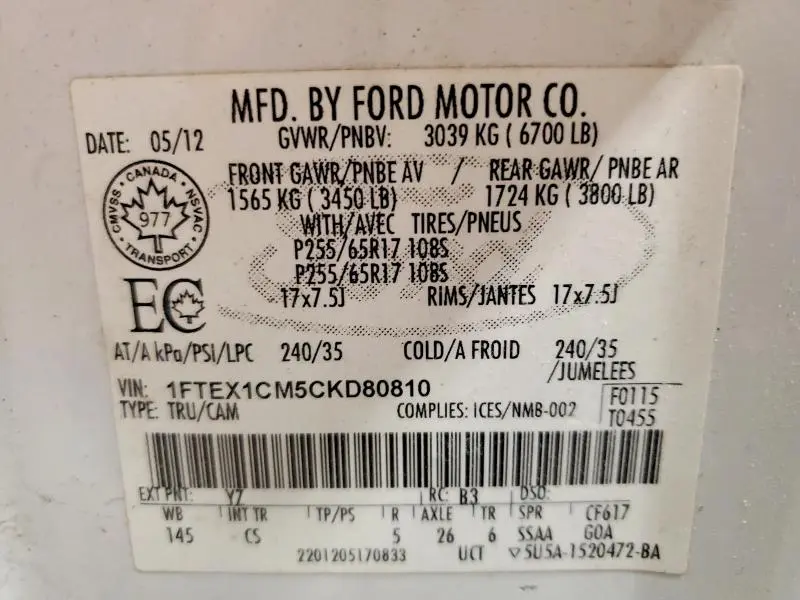 MFD. BY FORD MOTOR CO.
DATE: 05/12 GVWR/PNBV: 3039 KG ( 6700 LB)
FRONT GAWR/PNBE AV / REAR GAWR/ PNBE AR
1565 KG ( 3450 LB) 1724 KG ( 3800 LB)
CANADA
CMVSS NSVAC
977
TRANSPORT
WITH/AVEC TIRES/PNEUS
P255/65R17 108S
P255/65R17 108S
17x7.5J RIMS/JANTES 17x7.5J
EC
AT/A kPa/PSI/LPC 240/35 COLD/A FROID 240/35
/JUMELEES
VIN: 1FTEX1CM5CKD80810
F0115
TYPE: TRU/CAM COMPLIES: ICES/NMB-002
T0455
EXT PNT: YZ RC: B3 DSO:
WB INT TR TP/PS R AXLE TR SPR CF617
145 CS 5 26 6 SSAA GOA
2201205170833 UCT ▽5U5A-1520472-BA